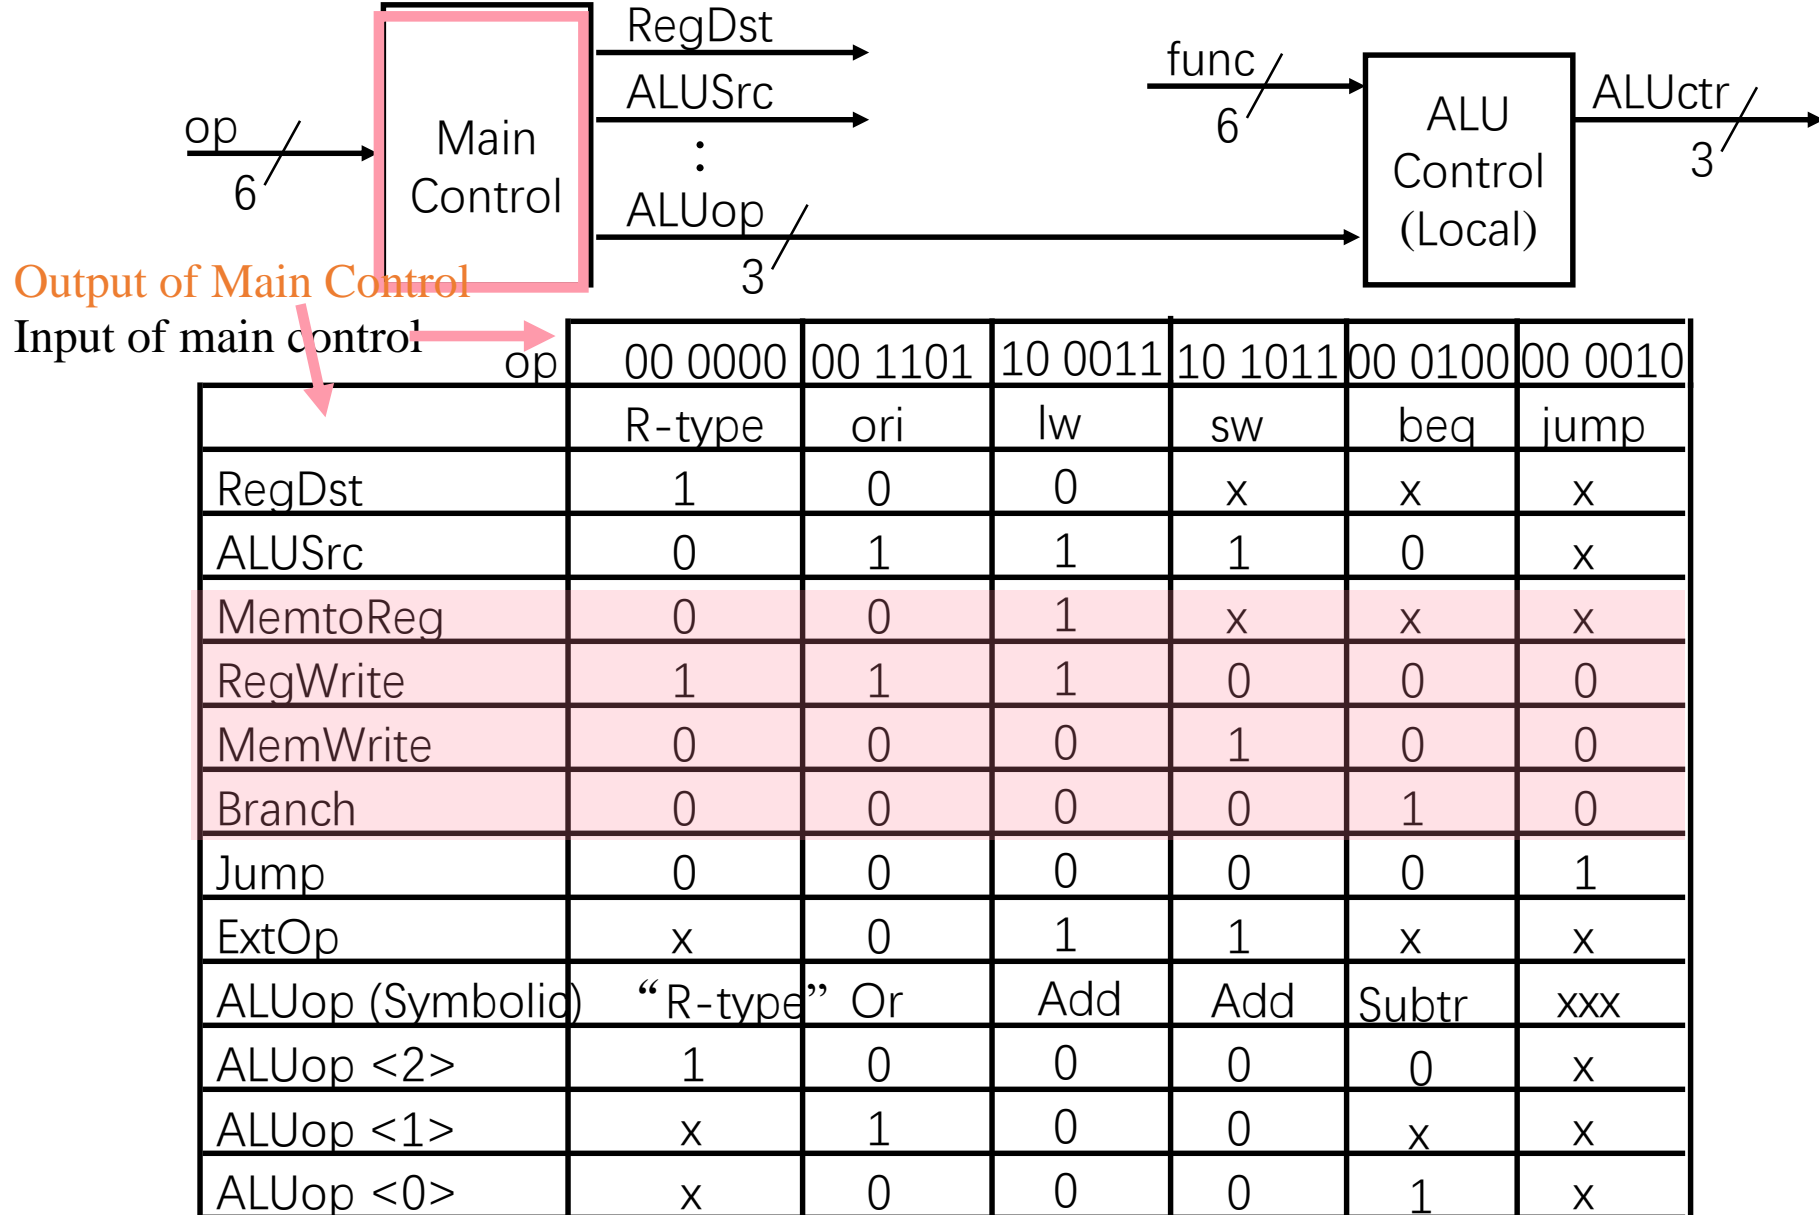 RegDst
func
ALUSrc
ALUctr
op
Main
Control
6
⋮
6
ALU
Control
(Local)
3
ALUop
3
Output of Main Control
Input of main control
op 00 0000 00 1101 10 0011 10 1011 00 0100 00 0010
R-type ori lw sw beq jump
RegDst 1 0 0 x x x
ALUSrc 0 1 1 1 0 x
MemtoReg 0 0 1 x x x
RegWrite 1 1 1 0 0 0
MemWrite 0 0 0 1 0 0
Branch 0 0 0 0 1 0
Jump 0 0 0 0 0 1
ExtOp x 0 1 1 x x
ALUop (Symbolic) “R-type” Or Add Add Subtr xxx
ALUop <2> 1 0 0 0 0 x
ALUop <1> x 1 0 0 x x
ALUop <0> x 0 0 0 1 x